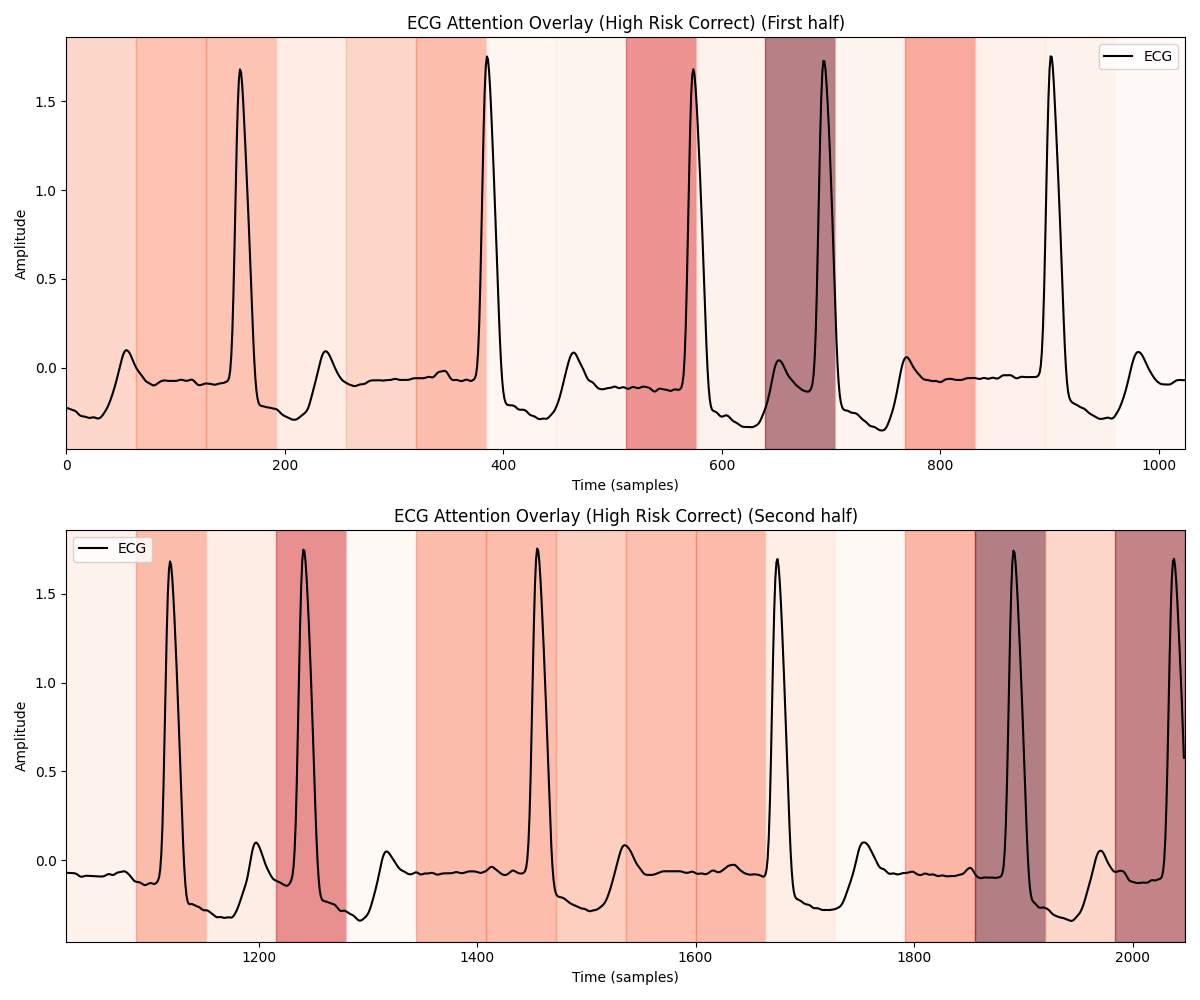 ECG Attention Overlay (High Risk Correct) (First half)
ECG
1.5
1.0
0.5
0.0
Amplitude
0 200 400 600 800 1000
Time (samples)
ECG Attention Overlay (High Risk Correct) (Second half)
ECG
1.5
1.0
0.5
0.0
Amplitude
1200 1400 1600 1800 2000
Time (samples)